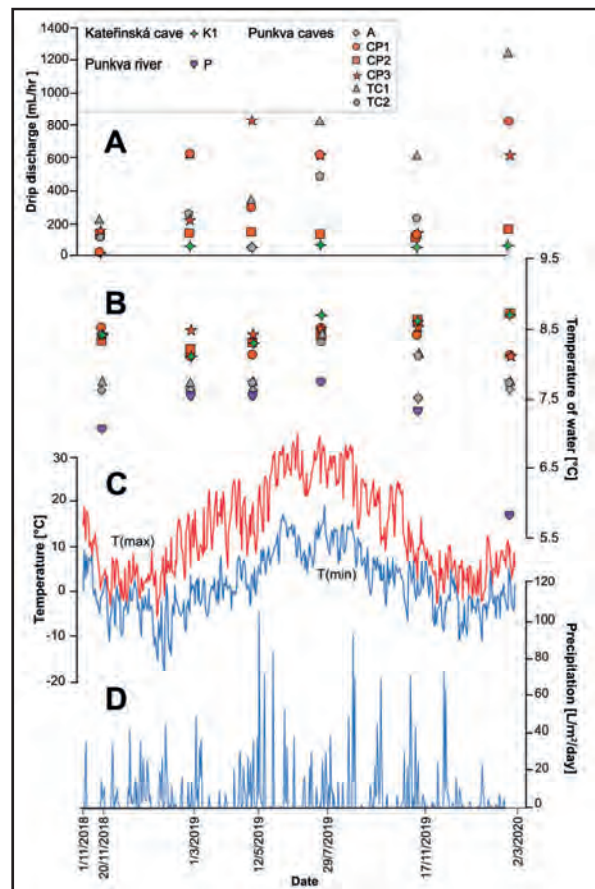 Kateřinská cave K1 Punkva caves A
CP1
Punkva river P CP2
CP3
TC1
TC2
Drip discharge [mL/hr]
1400
1200
1000
800
600
400
200
0
A
B
9.5
8.5
7.5
6.5
5.5
Temperature of water [°C]
C
Temperature [°C]
30
20
10
0
-10
-20
T(max)
T(min)
D
120
100
80
60
40
20
0
Precipitation [L/m²/day]
1/11/2018
20/11/2018
1/3/2019
12/5/2019
29/7/2019
17/11/2019
2/3/2020
Date